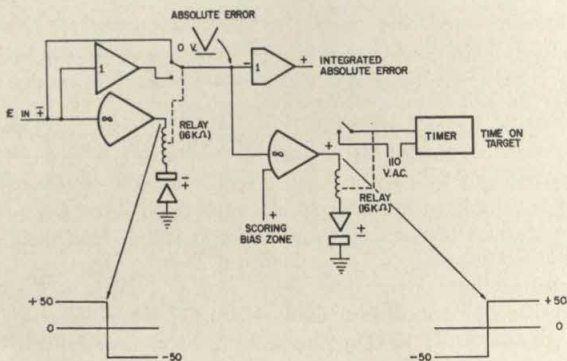 ABSOLUTE ERROR
0 V.
1
ε IN ∓
∞
RELAY
(16KΩ)
∓
− 1 +
INTEGRATED
ABSOLUTE ERROR
∞
+
+
SCORING
BIAS ZONE
RELAY
(16KΩ)
±
110
V.A.C.
TIMER
TIME ON
TARGET
+50
0
−50
+50
0
−50